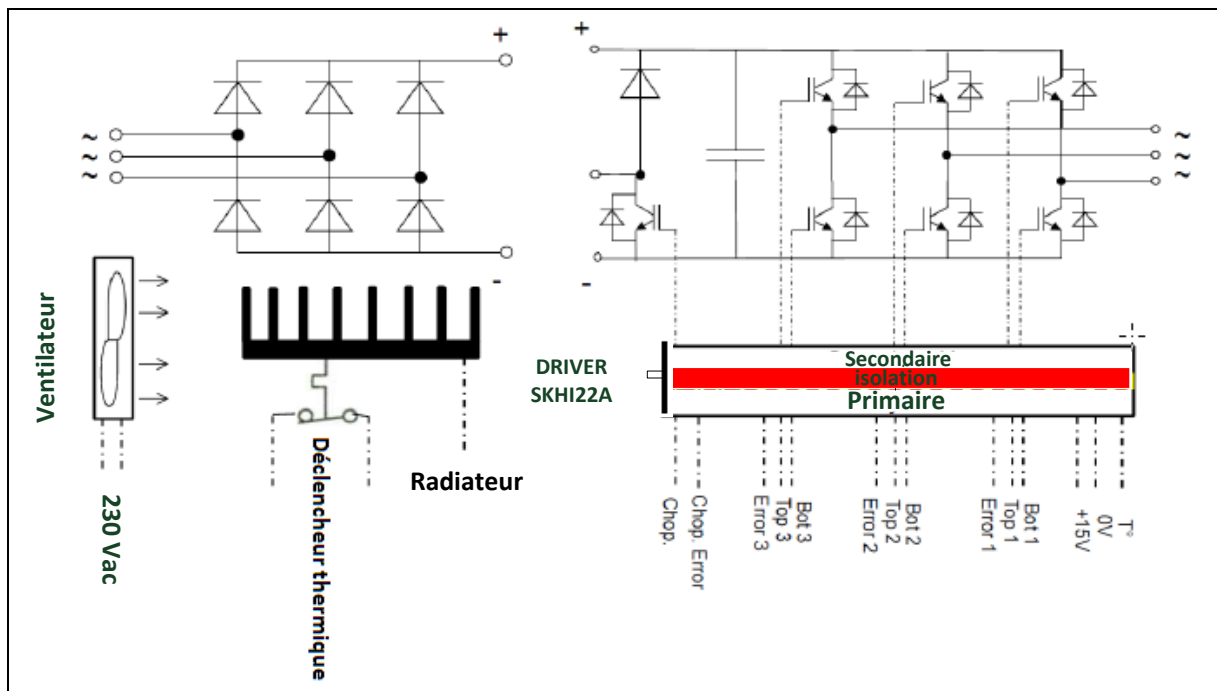 +
~
~
~
-
Ventilateur
230 Vac
Déclencheur thermique
Radiateur
+
~
~
~
-
DRIVER
SKHI22A
Secondaire
isolation
Primaire
Chop.
Chop. Error
Error 3
Top 3
Bot 3
Error 2
Top 2
Bot 2
Error 1
Top 1
Bot 1
+15V
0V
T°